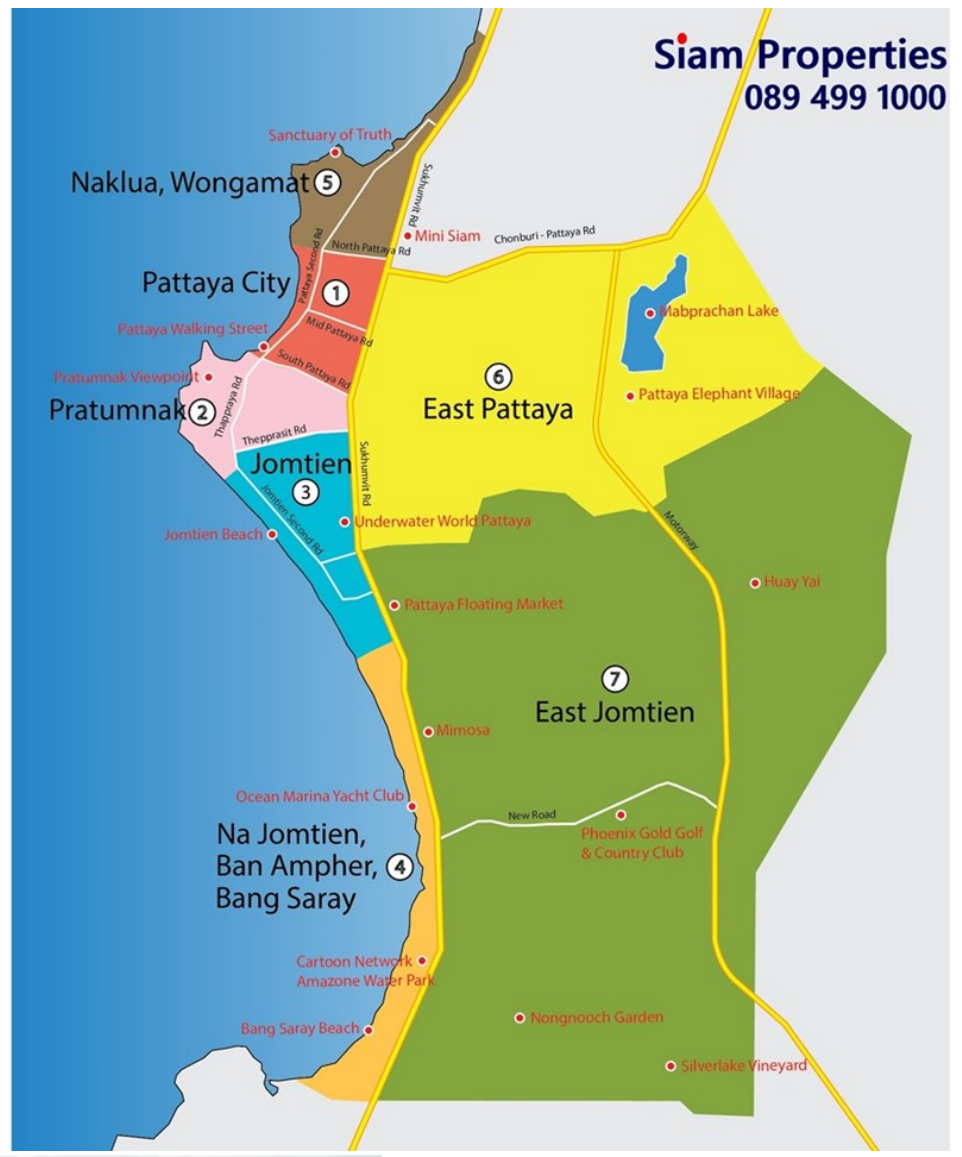 Siam Properties
089 499 1000
Sanctuary of Truth
Naklua, Wongamat 5
Sukhumvit Rd
Mini Siam
Chonburi - Pattaya Rd
North Pattaya Rd
Pattaya Second Rd
Pattaya City
1
Mabprachan Lake
Mid Pattaya Rd
Pattaya Walking Street
South Pattaya Rd
Pratumnak Viewpoint
6
East Pattaya
Pattaya Elephant Village
Pratumnak 2
Thappraya Rd
Thepprasit Rd
Jomtien
3
Sukhumvit Rd
Jomtien Second Rd
Underwater World Pattaya
Jomtien Beach
Motorway
Huay Yai
Pattaya Floating Market
7
East Jomtien
Mimosa
Ocean Marina Yacht Club
New Road
Phoenix Gold Golf
& Country Club
Na Jomtien,
Ban Ampher,
Bang Saray
4
Cartoon Network
Amazone Water Park
Nongnooch Garden
Bang Saray Beach
Silverlake Vineyard